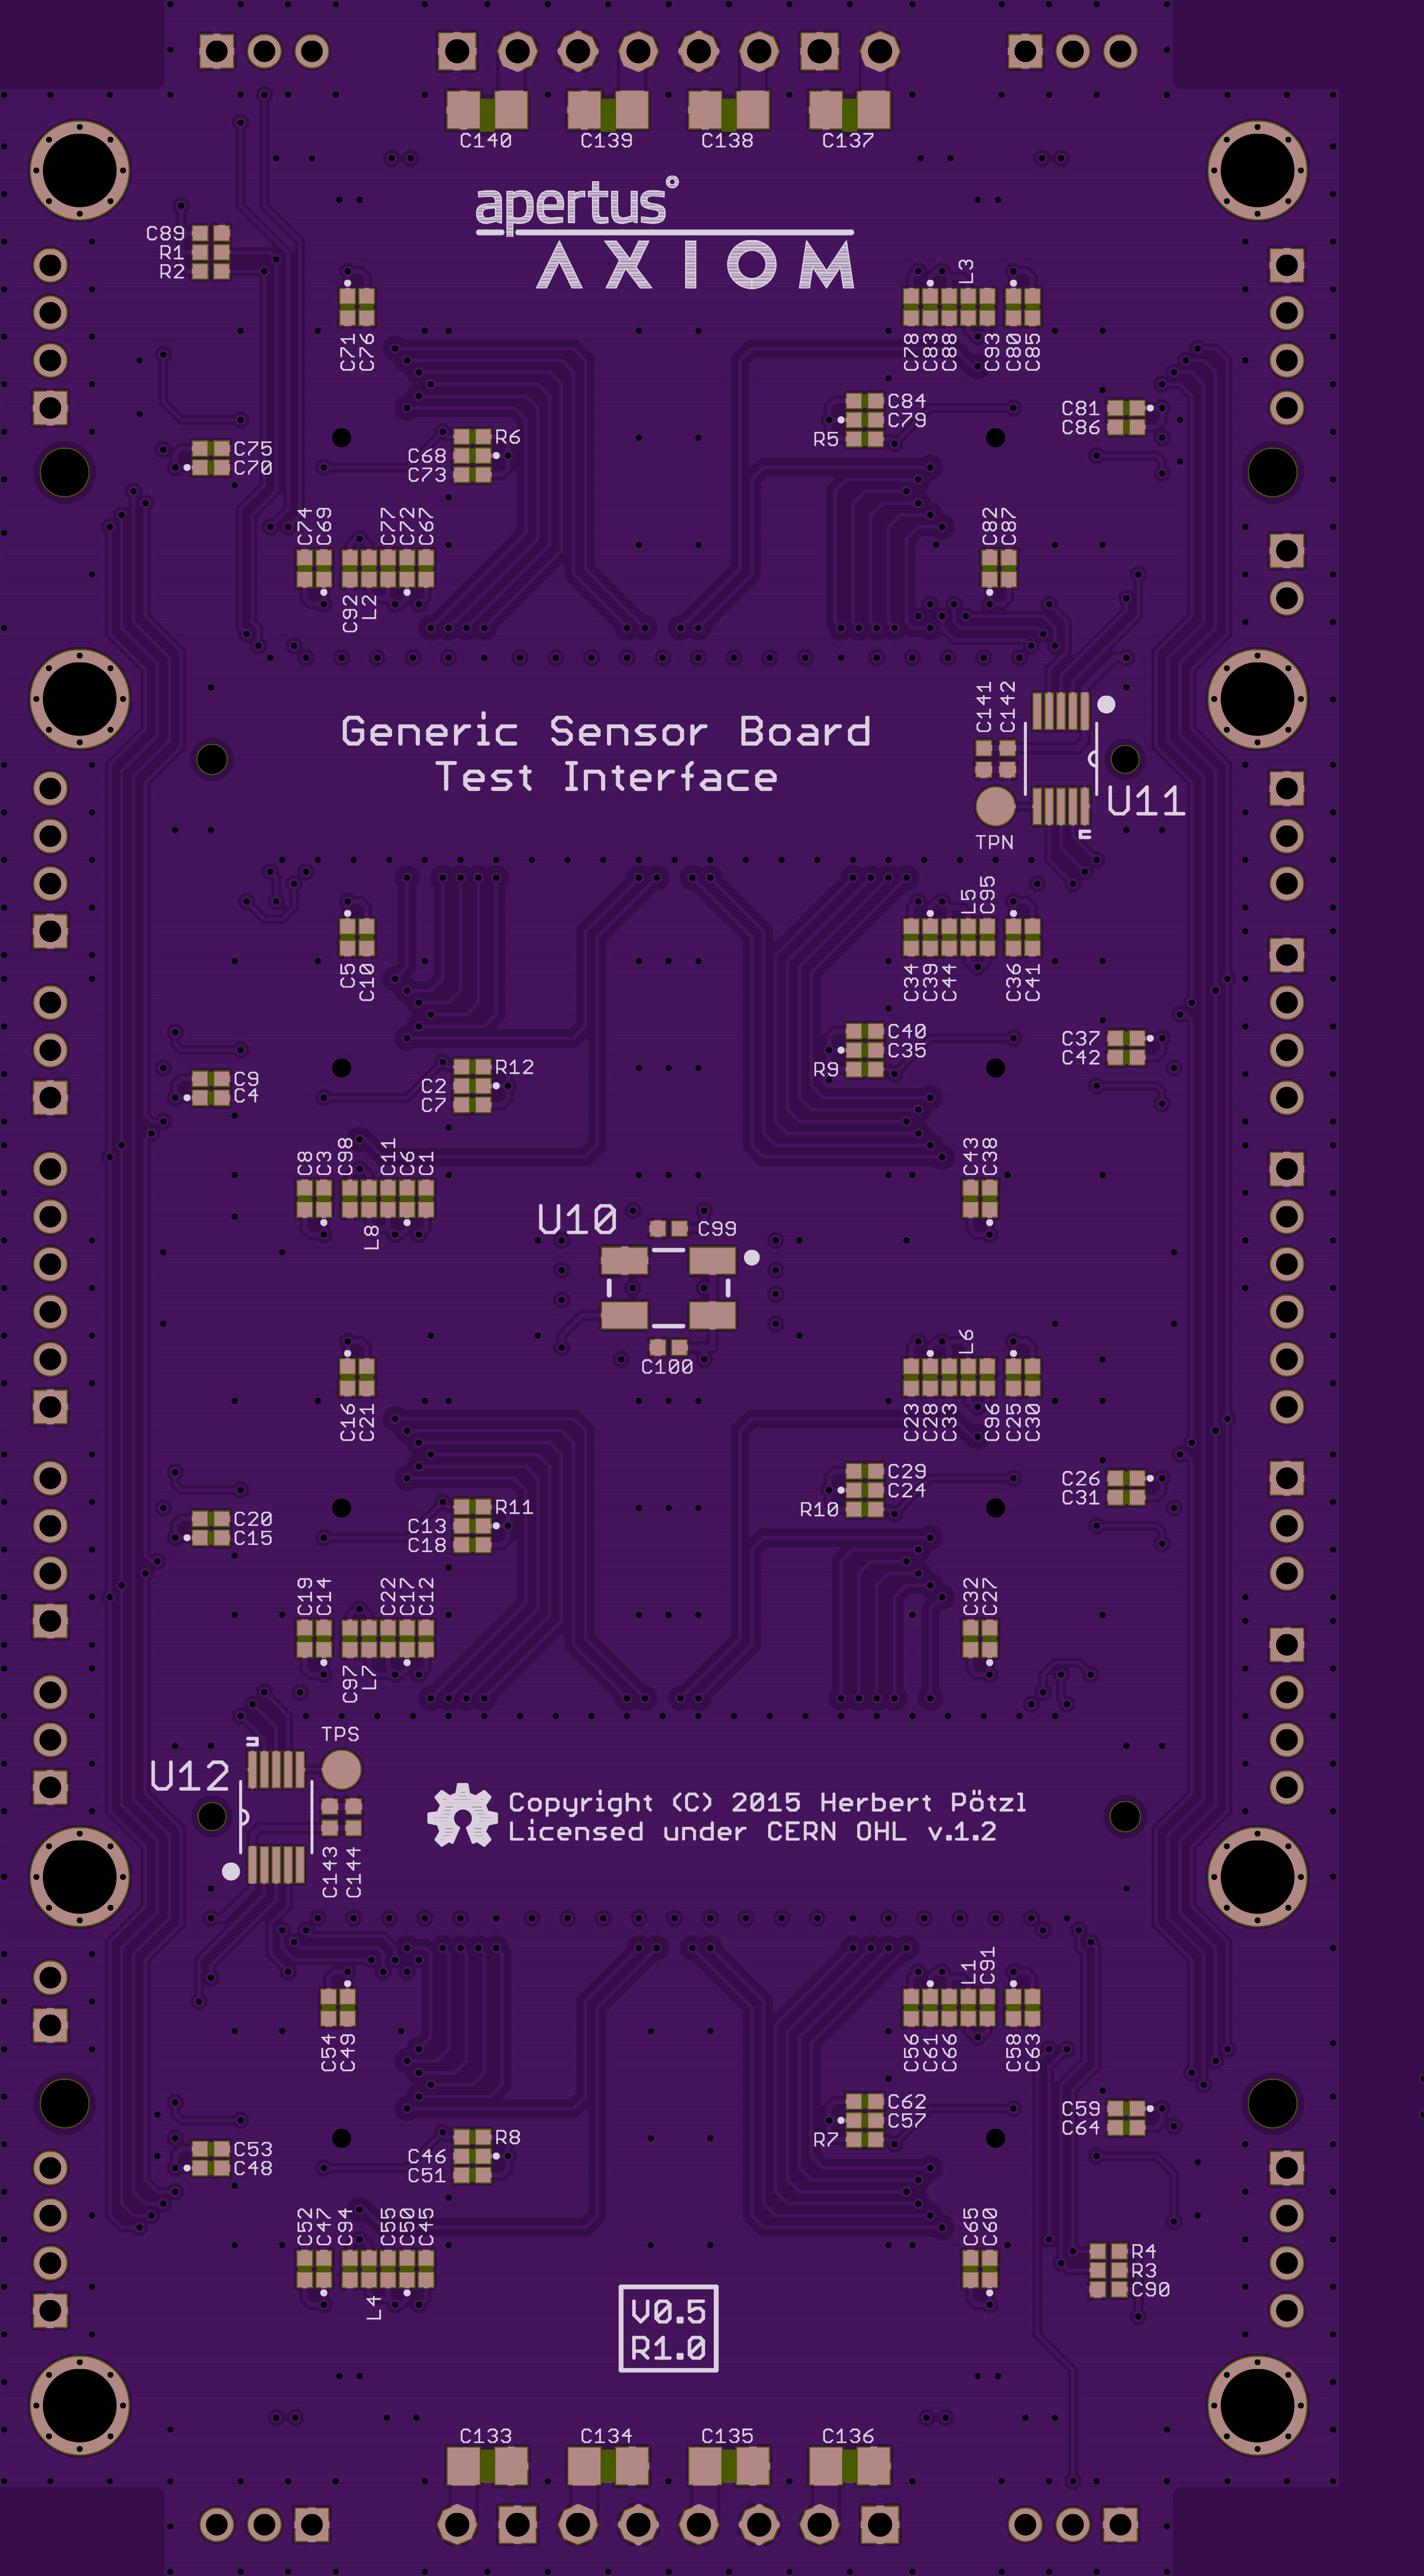 C140 C139 C138 C137
apertus°
AXIOM
C89
R1
R2
L3
C71 C76
C78 C83 C88 C93 C80 C85
C84
C79
R5
C81
C86
R6
C68
C73
C75
C70
C74 C69 C77 C72 C67
C92 L2
C82 C87
C141 C142
Generic Sensor Board
Test Interface
U11
TPN
L5 C95
C5 C10
C34 C39 C44 C36 C41
C40
C35
R9
C37
C42
R12
C2
C7
C9
C4
C8 C3 C98 C11 C6 C1
L8
C43 C38
U10
C99
C100
L6
C16 C21
C23 C28 C33 C96 C25 C30
C29
C24
R10
C26
C31
R11
C13
C18
C20
C15
C19 C14 C22 C17 C12
C97 L7
C32 C27
TPS
U12
C143 C144
Copyright (C) 2015 Herbert Pötzl
Licensed under CERN OHL v.1.2
L1 C91
C54 C49
C56 C61 C66 C58 C63
C62
C57
R7
C59
C64
R8
C46
C51
C53
C48
C52 C47 C94 C55 C50 C45
L4
C65 C60
R4
R3
C90
V0.5
R1.0
C133 C134 C135 C136